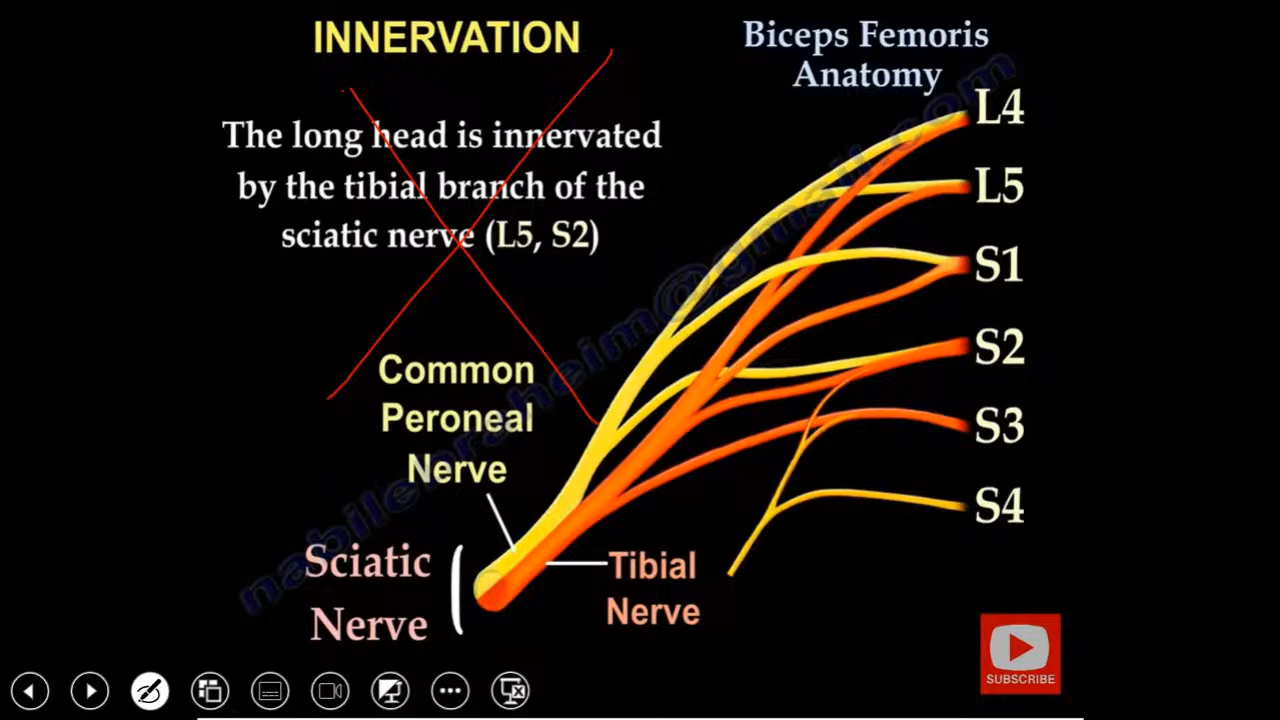 INNERVATION
The long head is innervated
by the tibial branch of the
sciatic nerve (L5, S2)
Biceps Femoris
Anatomy
L4
L5
S1
S2
S3
S4
Common
Peroneal
Nerve
Sciatic
Nerve
Tibial
Nerve
SUBSCRIBE